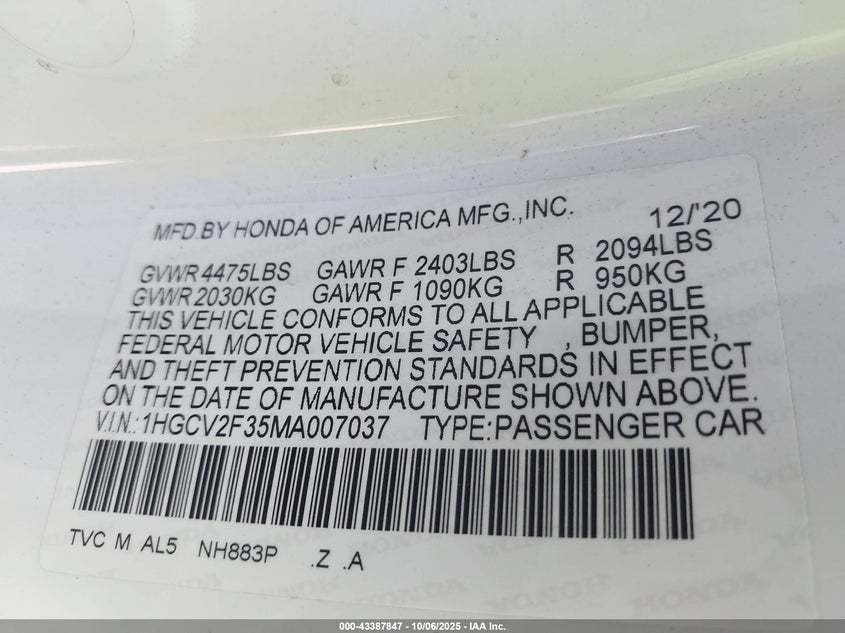 MFD.BY HONDA OF AMERICA MFG.,INC. 12/'20
GVWR 4475LBS GAWR F 2403LBS R 2094LBS
GVWR 2030KG GAWR F 1090KG R 950KG
THIS VEHICLE CONFORMS TO ALL APPLICABLE
FEDERAL MOTOR VEHICLE SAFETY , BUMPER,
AND THEFT PREVENTION STANDARDS IN EFFECT
ON THE DATE OF MANUFACTURE SHOWN ABOVE.
V.I.N.: 1HGCV2F35MA007037 TYPE:PASSENGER CAR
TVC M AL5 NH883P .Z .A
000-43387847 - 10/06/2025 - IAA Inc.